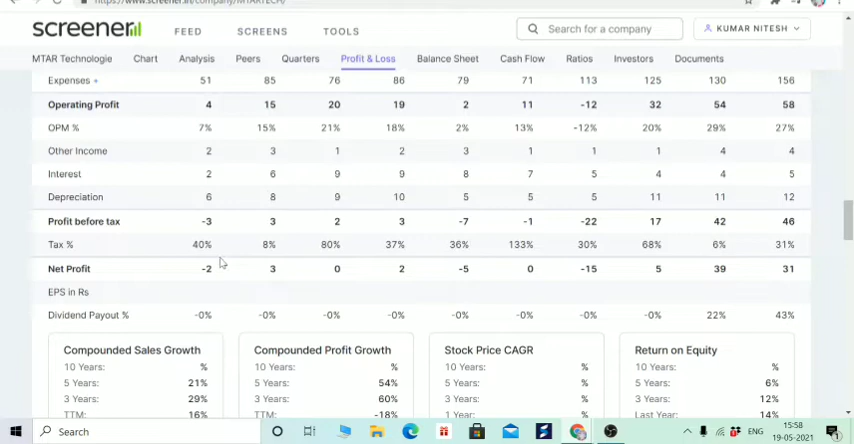 https://www.screener.in/company/MTARTECH/
screener
FEED SCREENS TOOLS
Search for a company
KUMAR NITESH
MTAR Technologie Chart Analysis Peers Quarters Profit & Loss Balance Sheet Cash Flow Ratios Investors Documents
Expenses + 51 85 76 86 79 71 113 125 130 156
Operating Profit 4 15 20 19 2 11 -12 32 54 58
OPM % 7% 15% 21% 18% 2% 13% -12% 20% 29% 27%
Other Income 2 3 1 2 3 1 1 1 4 4
Interest 2 6 9 9 8 7 5 4 4 5
Depreciation 6 8 9 10 5 5 5 11 11 12
Profit before tax -3 3 2 3 -7 -1 -22 17 42 46
Tax % 40% 8% 80% 37% 36% 133% 30% 68% 6% 31%
Net Profit -2 3 0 2 -5 0 -15 5 39 31
EPS in Rs
Dividend Payout % -0% -0% -0% -0% -0% -0% -0% -0% 22% 43%
Compounded Sales Growth
10 Years: %
5 Years: 21%
3 Years: 29%
TTM: 16%
Compounded Profit Growth
10 Years: %
5 Years: 54%
3 Years: 60%
TTM: -18%
Stock Price CAGR
10 Years: %
5 Years: %
3 Years: %
1 Year: %
Return on Equity
10 Years: %
5 Years: 6%
3 Years: 12%
Last Year: 14%
Search
ENG
15:58
19-05-2021
1